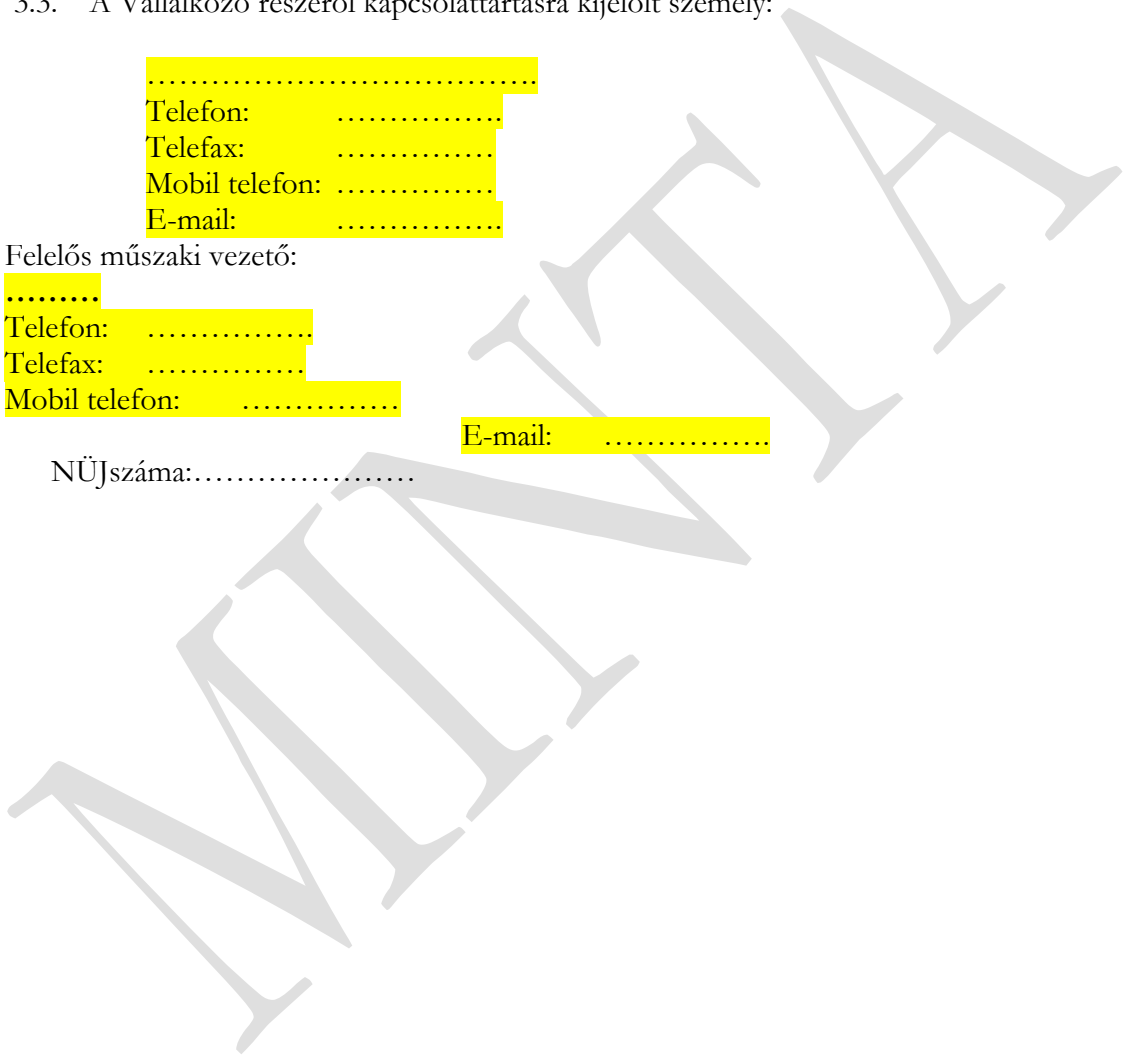 3.3. A Vállalkozó részéről kapcsolattartásra kijelölt személy:
……………………………….
Telefon: …………….
Telefax: ……………
Mobil telefon: ……………
E-mail: …………….
Felelős műszaki vezető:
………
Telefon: …………….
Telefax: ……………
Mobil telefon: ……………
E-mail: …………….
NÜJszáma:…………………
MINTA